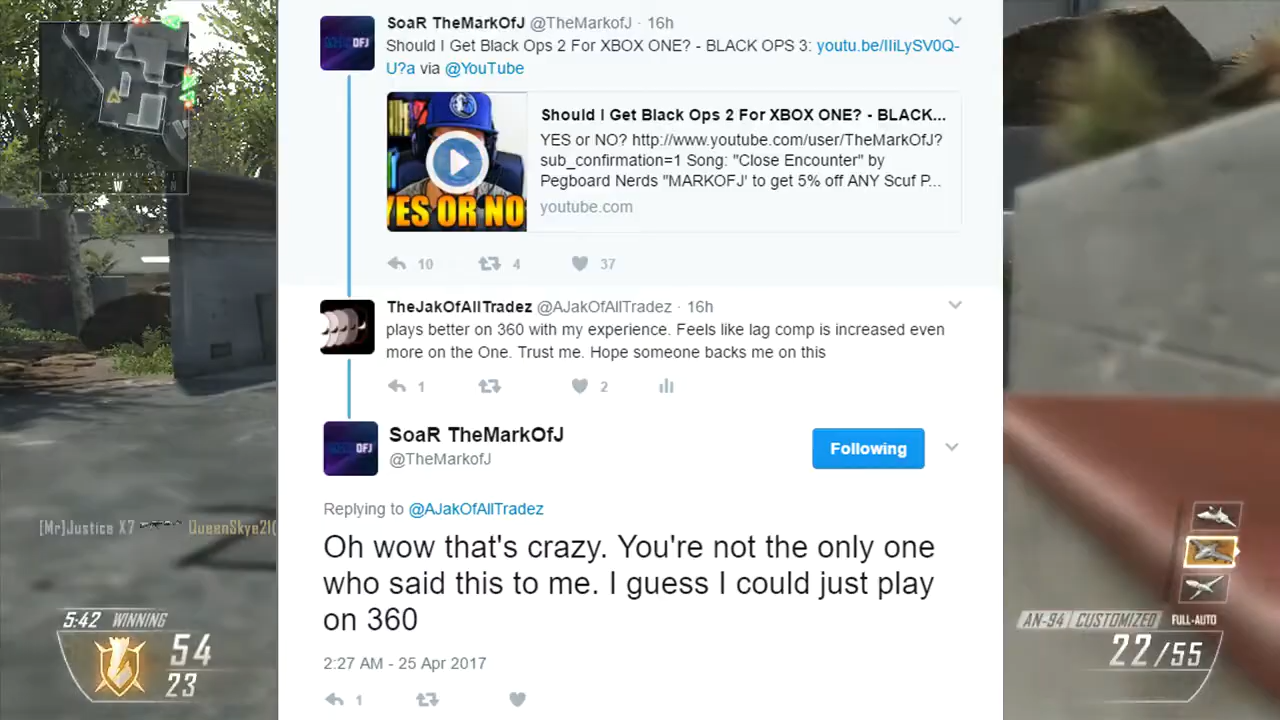 SoaR TheMarkOfJ @TheMarkofJ · 16h
Should I Get Black Ops 2 For XBOX ONE? - BLACK OPS 3: youtu.be/IIiLySV0Q-
U?a via @YouTube
OFJ
Should I Get Black Ops 2 For XBOX ONE? - BLACK...
YES or NO? http://www.youtube.com/user/TheMarkOfJ?
sub_confirmation=1 Song: "Close Encounter" by
Pegboard Nerds "MARKOFJ' to get 5% off ANY Scuf P...
youtube.com
YES OR NO
10 4 37
TheJakOfAllTradez @AJakOfAllTradez · 16h
plays better on 360 with my experience. Feels like lag comp is increased even
more on the One. Trust me. Hope someone backs me on this
1 2
SoaR TheMarkOfJ
@TheMarkofJ
OFJ
Following
Replying to @AJakOfAllTradez
Oh wow that's crazy. You're not the only one
who said this to me. I guess I could just play
on 360
2:27 AM - 25 Apr 2017
1
W
N
[Mr]Justice X7 QueenSkye21(
5:42 WINNING
54
23
AN-94 CUSTOMIZED FULL-AUTO
22/55